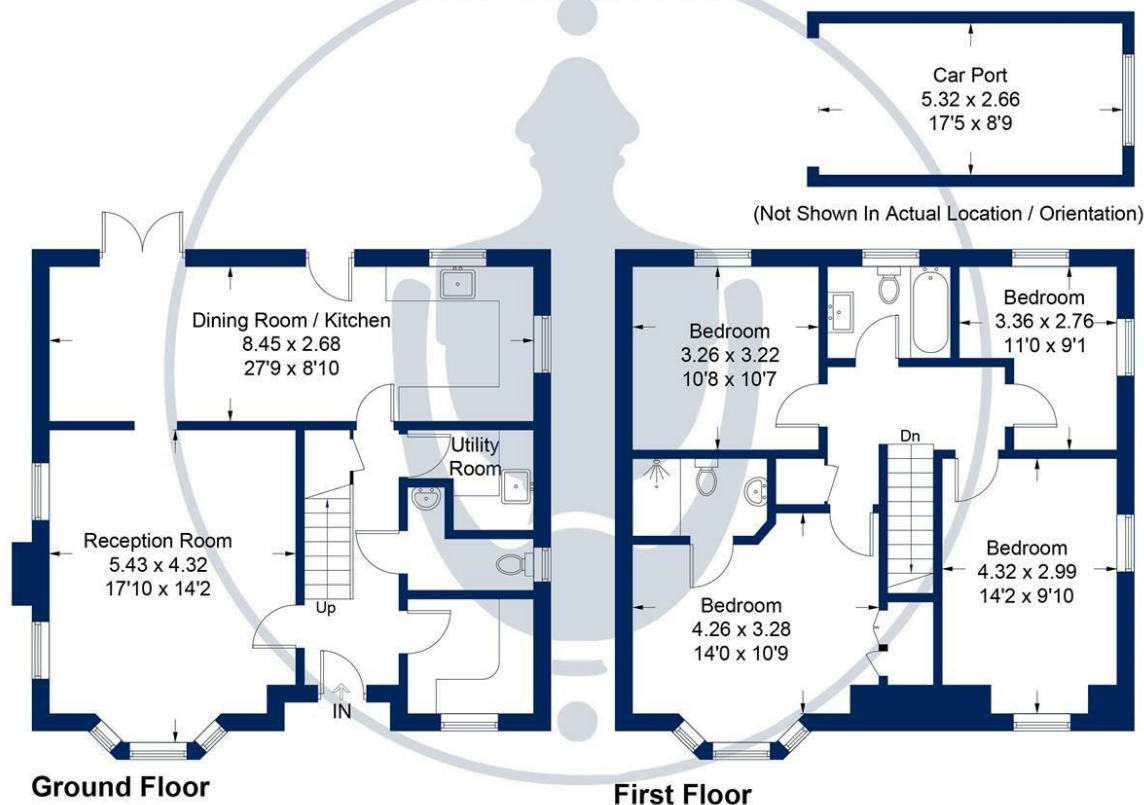 Car Port
5.32 x 2.66
17'5 x 8'9
(Not Shown In Actual Location / Orientation)
Dining Room / Kitchen
8.45 x 2.68
27'9 x 8'10
Utility
Room
Reception Room
5.43 x 4.32
17'10 x 14'2
Up
IN
Ground Floor
Bedroom
3.26 x 3.22
10'8 x 10'7
Bedroom
3.36 x 2.76
11'0 x 9'1
Dn
Bedroom
4.26 x 3.28
14'0 x 10'9
Bedroom
4.32 x 2.99
14'2 x 9'10
First Floor